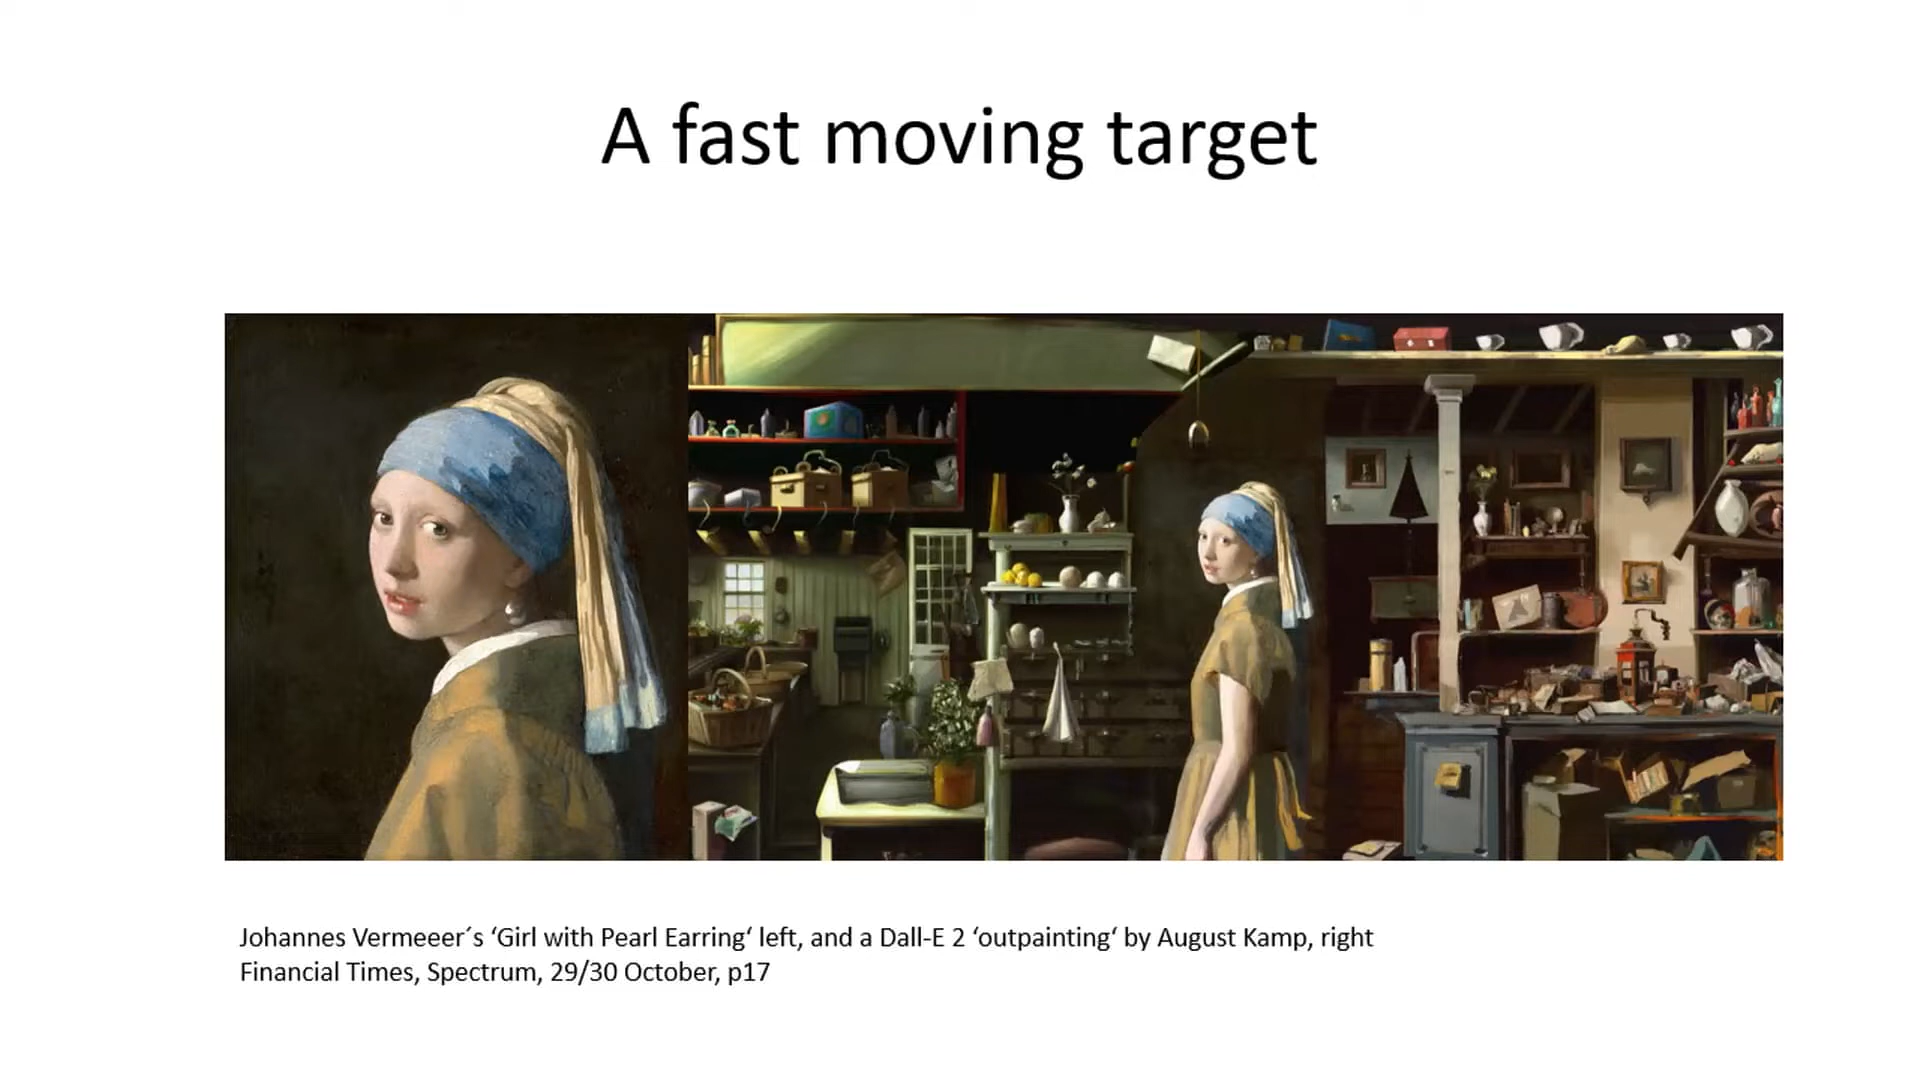 A fast moving target
Johannes Vermeeer´s ‘Girl with Pearl Earring‘ left, and a Dall-E 2 ‘outpainting‘ by August Kamp, right
Financial Times, Spectrum, 29/30 October, p17